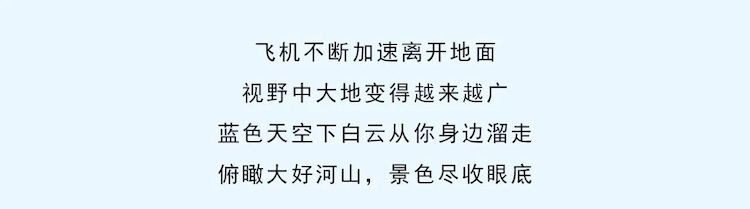 飞机不断加速离开地面
视野中大地变得越来越广
蓝色天空下白云从你身边溜走
俯瞰大好河山，景色尽收眼底